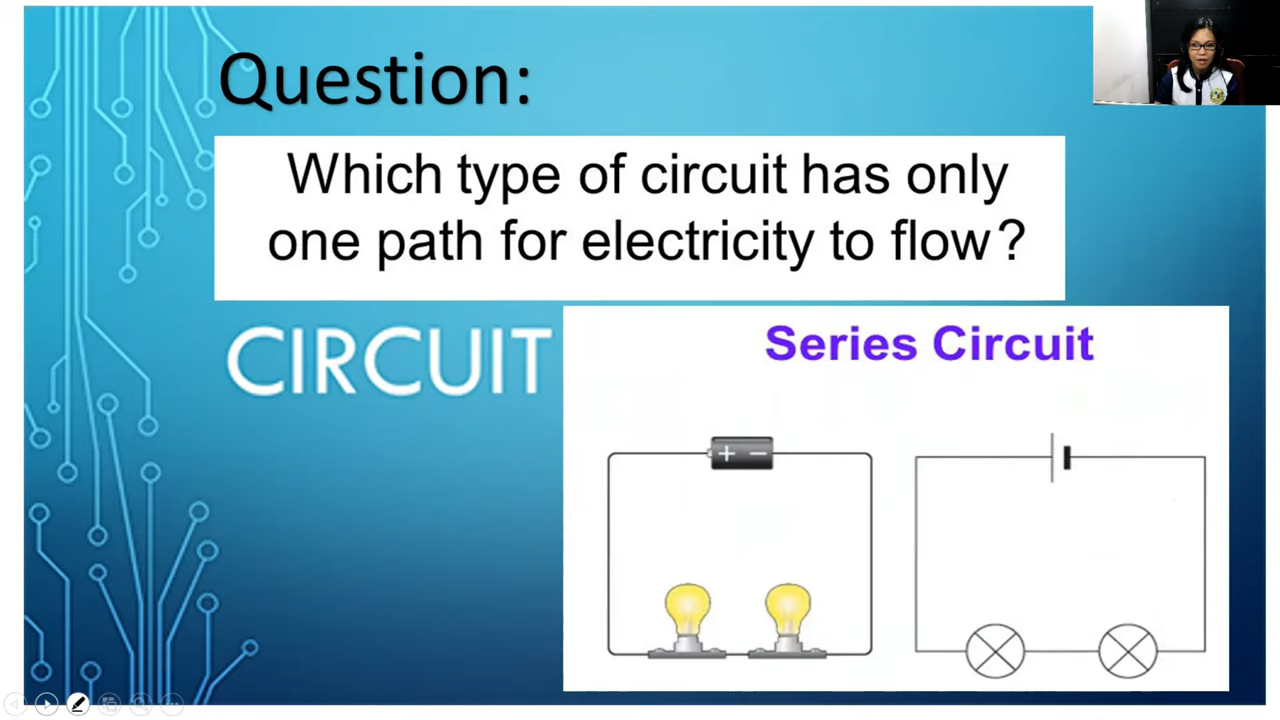 Question:
Which type of circuit has only
one path for electricity to flow?
CIRCUIT
Series Circuit
+ −